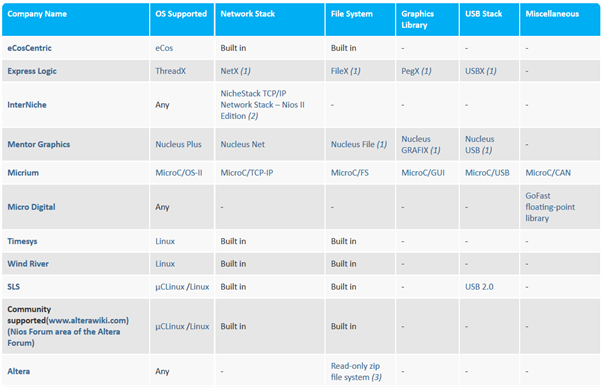 Company Name OS Supported Network Stack File System Graphics Library USB Stack Miscellaneous
eCosCentric eCos Built in Built in - - -
Express Logic ThreadX NetX (1) FileX (1) PegX (1) USBX (1) -
InterNiche Any NicheStack TCP/IP Network Stack – Nios II Edition (2) - - - -
Mentor Graphics Nucleus Plus Nucleus Net Nucleus File (1) Nucleus GRAFIX (1) Nucleus USB (1) -
Micrium MicroC/OS-II MicroC/TCP-IP MicroC/FS MicroC/GUI MicroC/USB MicroC/CAN
Micro Digital Any - - - - GoFast floating-point library
Timesys Linux Built in Built in - - -
Wind River Linux Built in Built in - - -
SLS µCLinux /Linux Built in Built in - USB 2.0 -
Community supported(www.alterawiki.com) (Nios Forum area of the Altera Forum) µCLinux /Linux Built in Built in - - -
Altera Any - Read-only zip file system (3) - - -